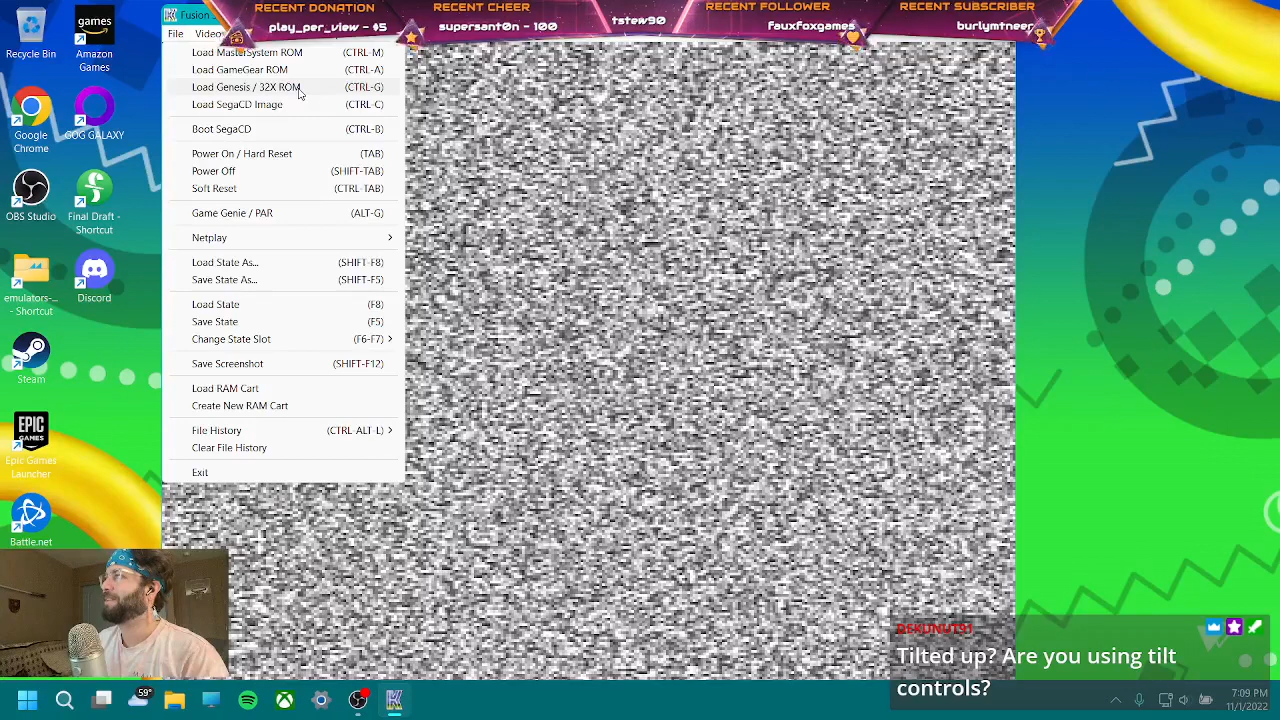 RECENT DONATION
play_per_view - $5
RECENT CHEER
supersant0n - 100
tstew90
RECENT FOLLOWER
FauxFoxgames
RECENT SUBSCRIBER
burlymtneer
Recycle Bin
Amazon
Games
Google
Chrome
GOG GALAXY
OBS Studio
Final Draft -
Shortcut
emulators-...
- Shortcut
Discord
Steam
Epic Games
Launcher
Battle.net
Fusion
File
Video
Load MasterSystem ROM (CTRL-M)
Load GameGear ROM (CTRL-A)
Load Genesis / 32X ROM (CTRL-G)
Load SegaCD Image (CTRL-C)
Boot SegaCD (CTRL-B)
Power On / Hard Reset (TAB)
Power Off (SHIFT-TAB)
Soft Reset (CTRL-TAB)
Game Genie / PAR (ALT-G)
Netplay
Load State As... (SHIFT-F8)
Save State As... (SHIFT-F5)
Load State (F8)
Save State (F5)
Change State Slot (F6-F7)
Save Screenshot (SHIFT-F12)
Load RAM Cart
Create New RAM Cart
File History (CTRL-ALT-L)
Clear File History
Exit
DEKUNUT91
Tilted up? Are you using tilt
controls?
59°
7:09 PM
11/1/2022